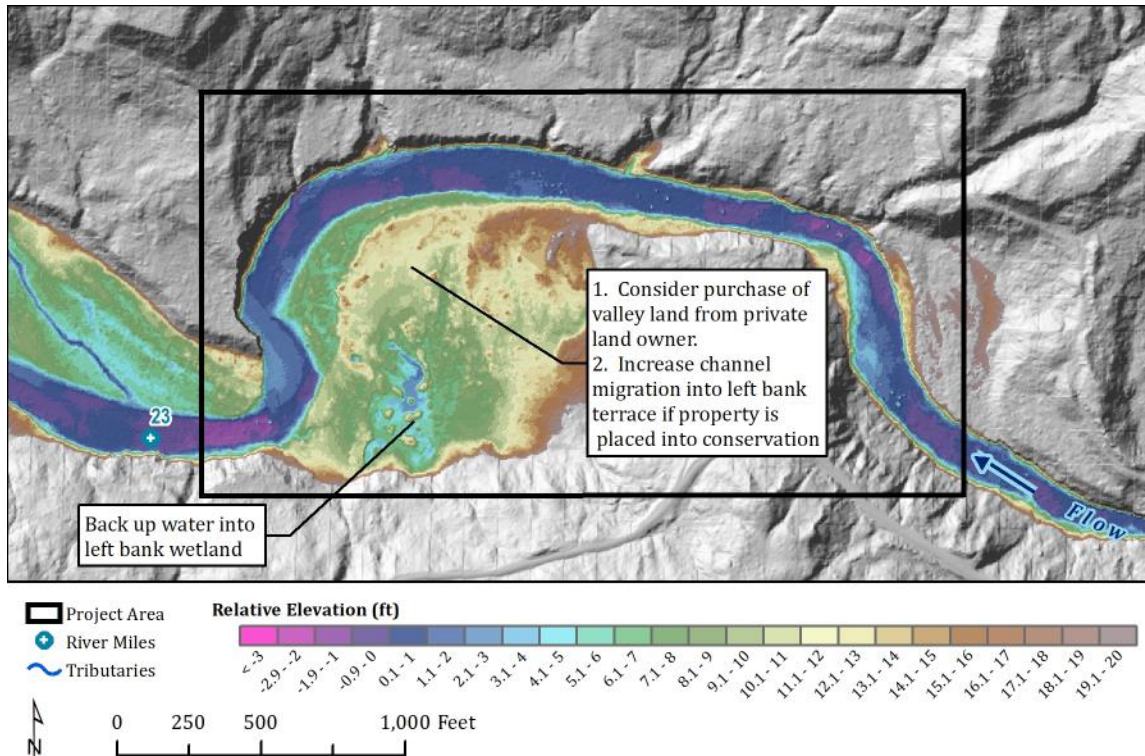 1. Consider purchase of
valley land from private
land owner.
2. Increase channel
migration into left bank
terrace if property is
placed into conservation
23
Flow
Back up water into
left bank wetland
Project Area
River Miles
Tributaries
Relative Elevation (ft)
< -3
-2.9 - -2
-1.9 - -1
-0.9 - 0
0.1 - 1
1.1 - 2
2.1 - 3
3.1 - 4
4.1 - 5
5.1 - 6
6.1 - 7
7.1 - 8
8.1 - 9
9.1 - 10
10.1 - 11
11.1 - 12
12.1 - 13
13.1 - 14
14.1 - 15
15.1 - 16
16.1 - 17
17.1 - 18
18.1 - 19
19.1 - 20
N
0 250 500 1,000 Feet